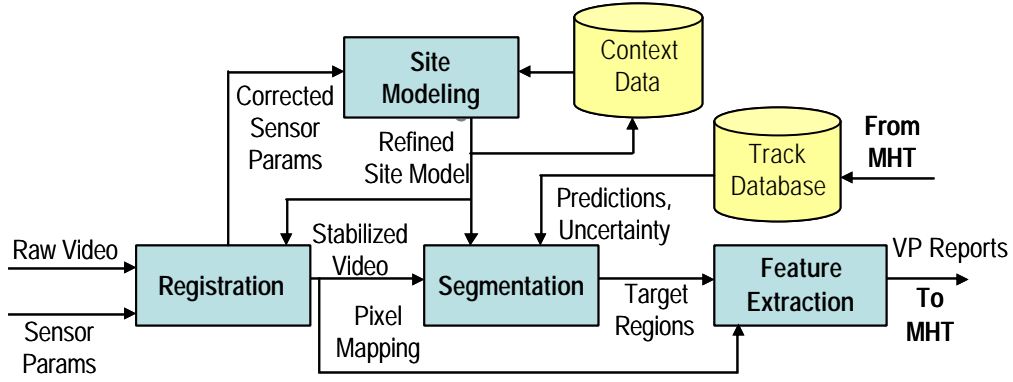 Site
Modeling
Context
Data
Corrected
Sensor
Params
Refined
Site Model
Track
Database
From
MHT
Predictions,
Uncertainty
Raw Video
Registration
Stabilized
Video
Segmentation
Target
Regions
Feature
Extraction
VP Reports
To
MHT
Sensor
Params
Pixel
Mapping